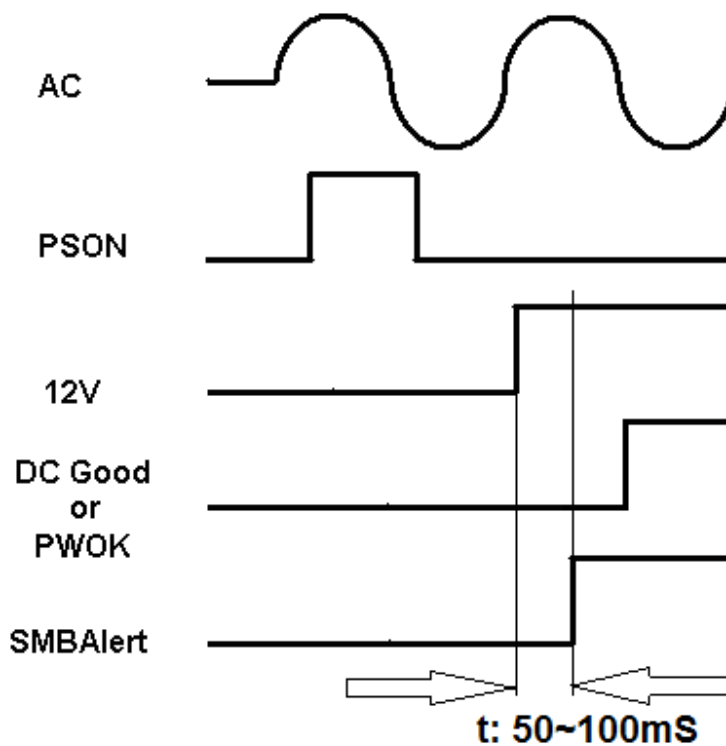 AC
PSON
12V
DC Good
or
PWOK
SMBAlert
t: 50~100mS